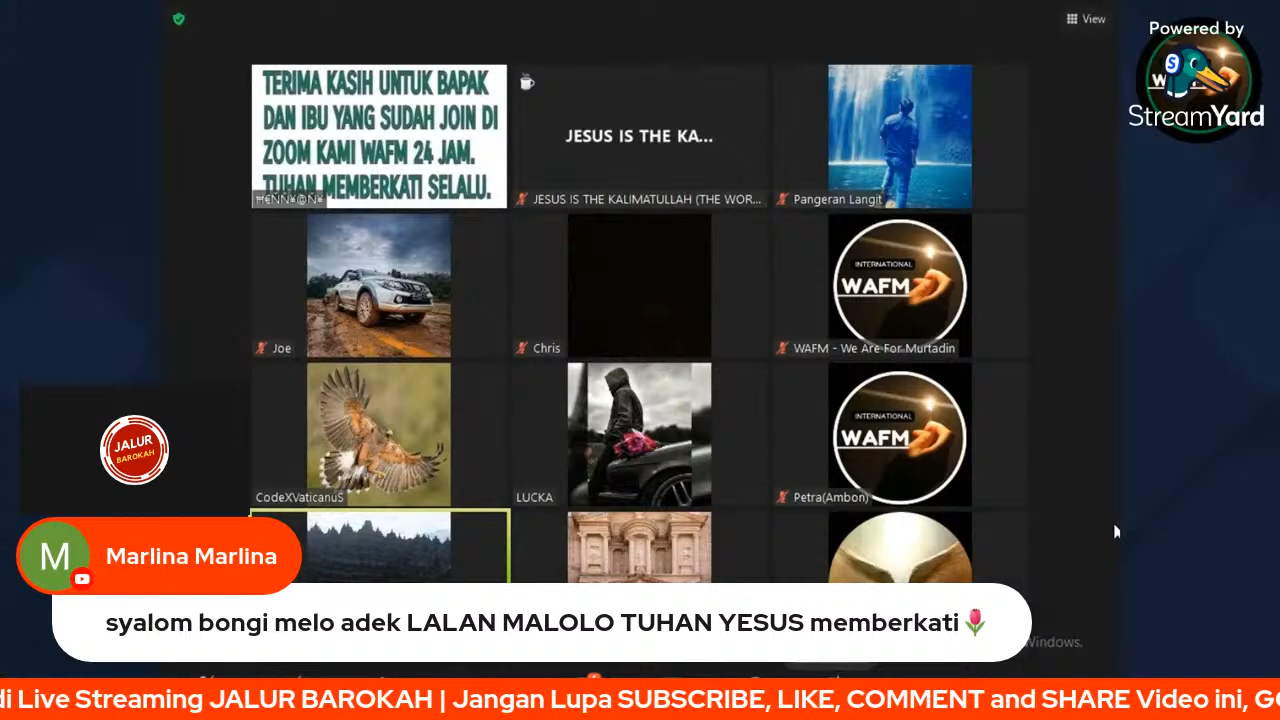 View
Powered by
StreamYard
TERIMA KASIH UNTUK BAPAK
DAN IBU YANG SUDAH JOIN DI
ZOOM KAMI WAFM 24 JAM.
TUHAN MEMBERKATI SELALU.
JESUS IS THE KA...
JESUS IS THE KALIMATULLAH (THE WOR...
Pangeran Langit
Joe
Chris
INTERNATIONAL
WAFM
WAFM - We Are For Murtadin
CodeXVaticanuS
LUCKA
INTERNATIONAL
WAFM
Petra(Ambon)
JALUR
BAROKAH
M
Marlina Marlina
syalom bongi melo adek LALAN MALOLO TUHAN YESUS memberkati🌷
Windows.
di Live Streaming JALUR BAROKAH | Jangan Lupa SUBSCRIBE, LIKE, COMMENT and SHARE Video ini,